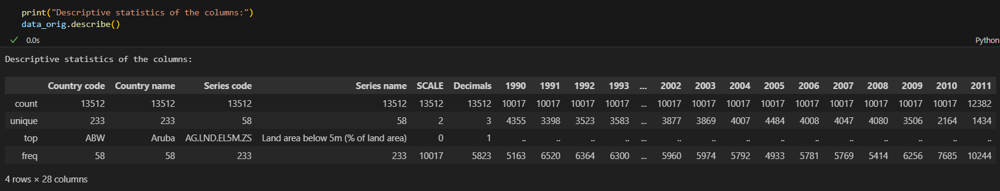 print("Descriptive statistics of the columns:")
data_orig.describe()
0.0s
Python
Descriptive statistics of the columns:
Country code Country name Series code Series name SCALE Decimals 1990 1991 1992 1993 ... 2002 2003 2004 2005 2006 2007 2008 2009 2010 2011
count 13512 13512 13512 13512 13512 13512 10017 10017 10017 10017 ... 10017 10017 10017 10017 10017 10017 10017 10017 10017 12382
unique 233 233 58 58 2 3 4355 3398 3523 3583 ... 3877 3869 4007 4484 4008 4047 4080 3506 2164 1434
top ABW Aruba AG.LND.EL5M.ZS Land area below 5m (% of land area) 0 1 .. .. .. .. ... .. .. .. .. .. .. .. .. .. ..
freq 58 58 233 233 10017 5823 5163 6520 6364 6300 ... 5960 5974 5792 4933 5781 5769 5414 6256 7685 10244
4 rows × 28 columns